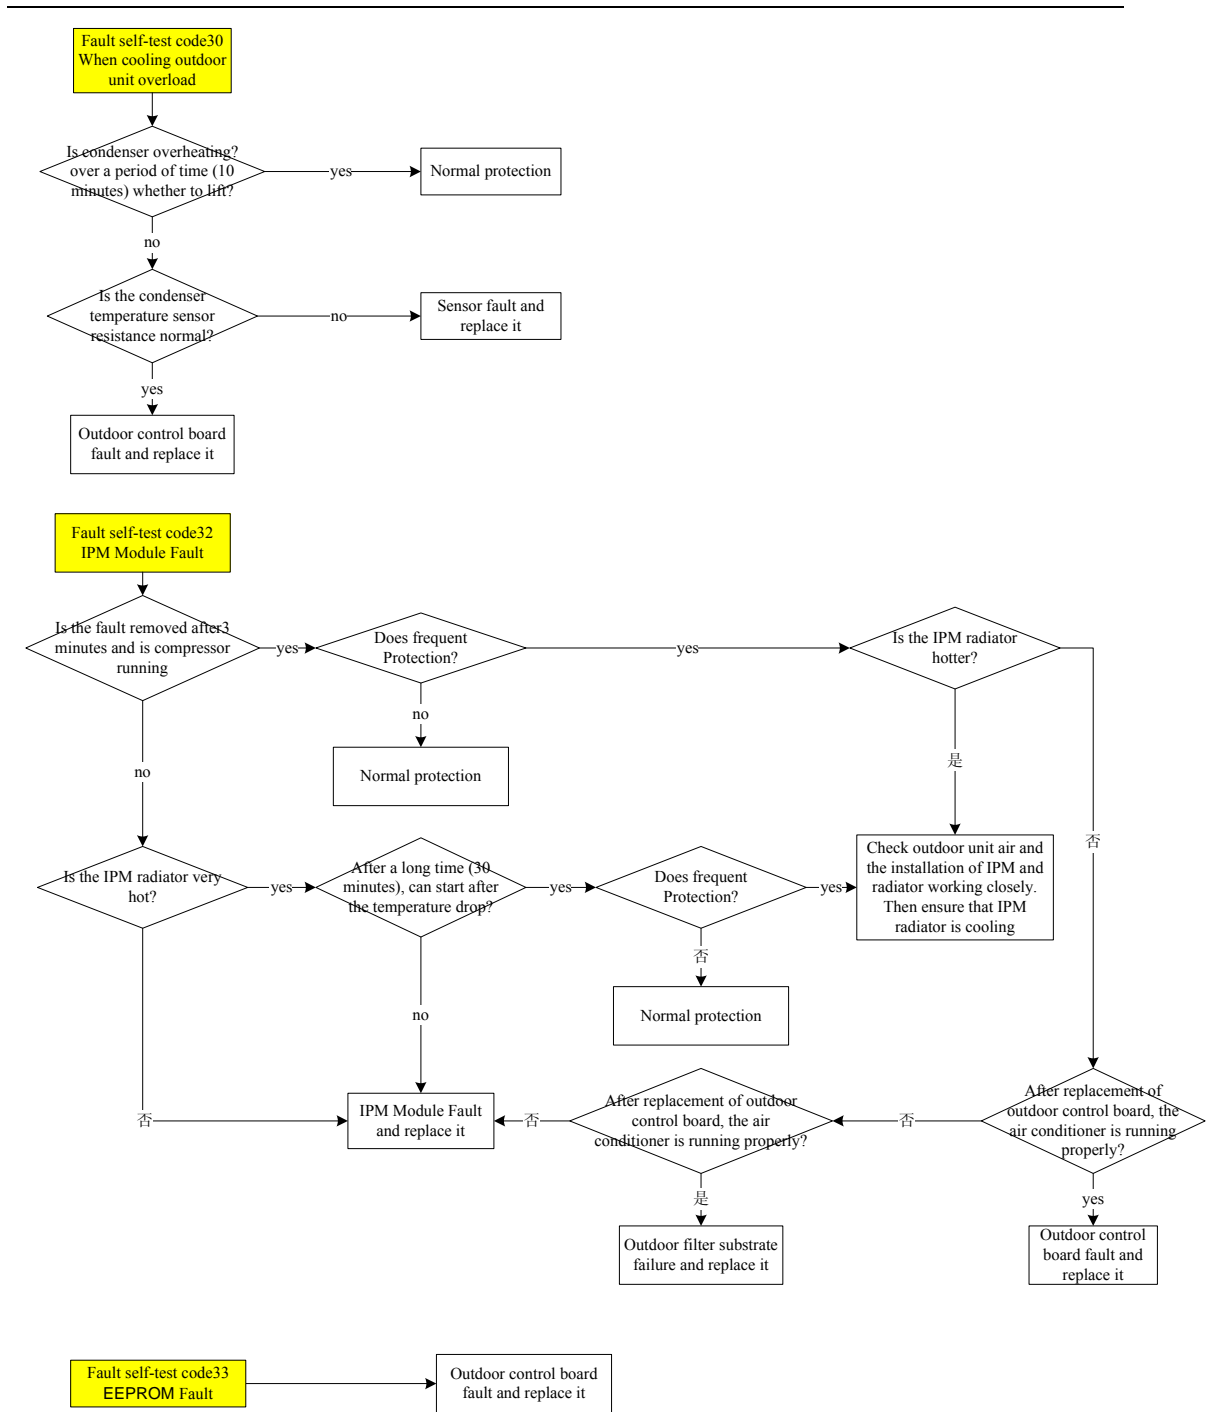 Fault self-test code30
When cooling outdoor
unit overload
Is condenser overheating?
over a period of time (10
minutes) whether to lift?
yes
Normal protection
no
Is the condenser
temperature sensor
resistance normal?
no
Sensor fault and
replace it
yes
Outdoor control board
fault and replace it
Fault self-test code32
IPM Module Fault
Is the fault removed after3
minutes and is compressor
running
yes
Does frequent
Protection?
yes
Is the IPM radiator
hotter?
no
Normal protection
是
no
否
Is the IPM radiator very
hot?
yes
After a long time (30
minutes), can start after
the temperature drop?
yes
Does frequent
Protection?
yes
Check outdoor unit air and
the installation of IPM and
radiator working closely.
Then ensure that IPM
radiator is cooling
否
Normal protection
no
否
IPM Module Fault
and replace it
否
After replacement of outdoor
control board, the air
conditioner is running properly?
否
After replacement of
outdoor control board, the
air conditioner is running
properly?
是
Outdoor filter substrate
failure and replace it
yes
Outdoor control
board fault and
replace it
Fault self-test code33
EEPROM Fault
Outdoor control board
fault and replace it